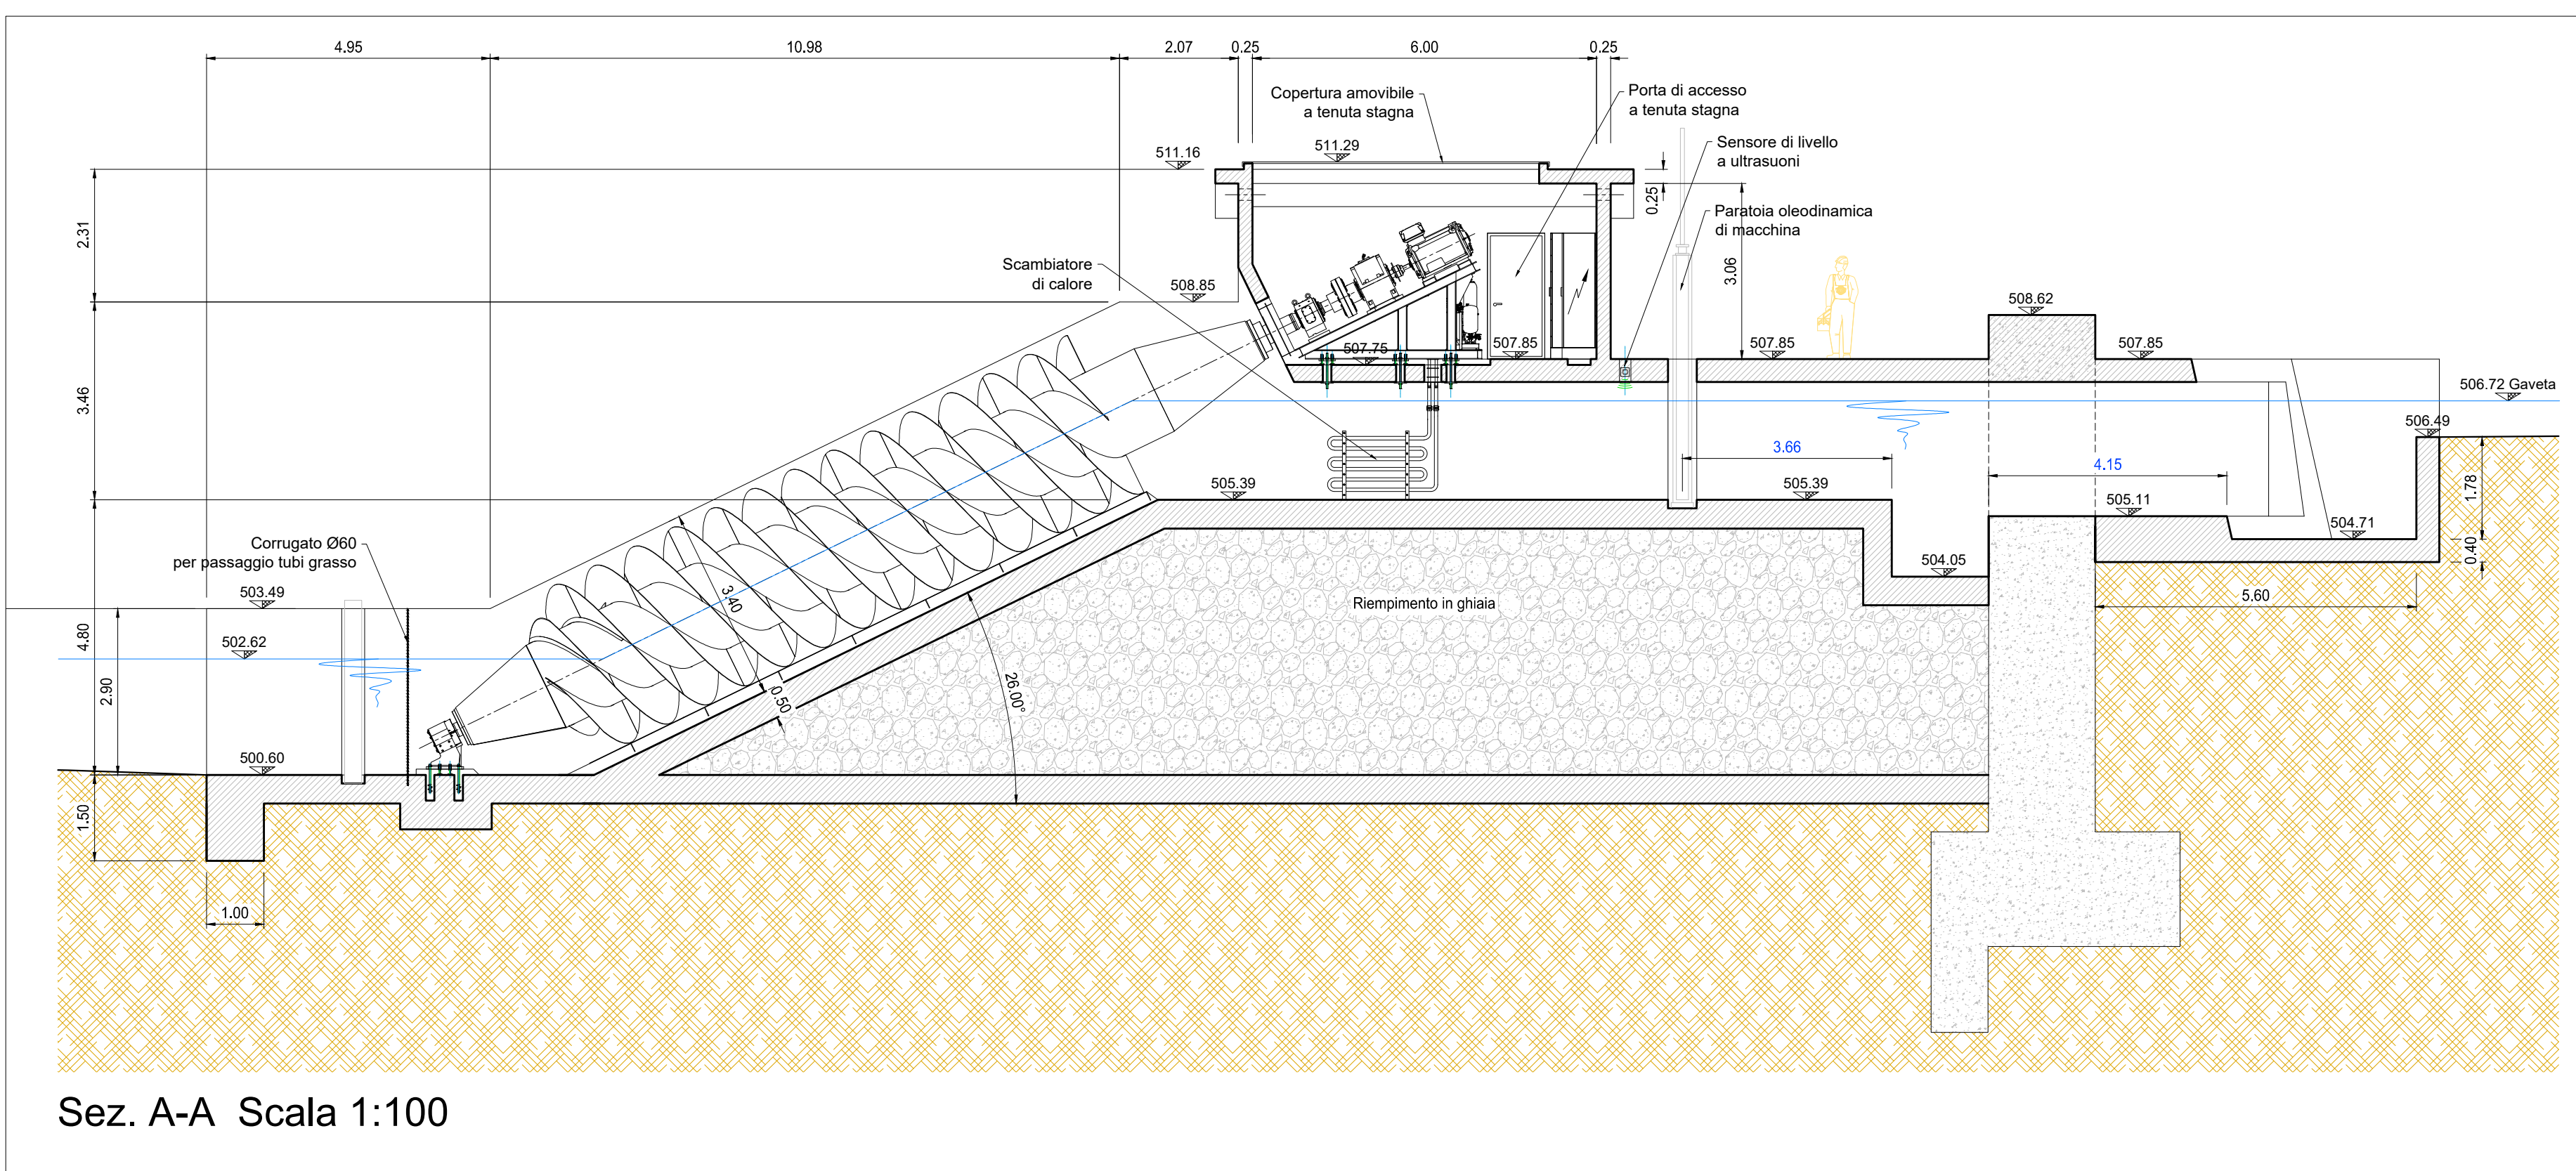 4.95
10.98
2.07
0.25
6.00
0.25
Copertura amovibile
a tenuta stagna
Porta di accesso
a tenuta stagna
Sensore di livello
a ultrasuoni
511.16
511.29
0.25
2.31
Paratoia oleodinamica
di macchina
3.06
Scambiatore
di calore
508.85
508.62
507.75
507.85
507.85
507.85
506.72 Gaveta
3.46
506.49
3.66
4.15
505.39
505.39
505.11
1.78
504.71
0.40
Corrugato Ø60
per passaggio tubi grasso
504.05
503.49
3.40
Riempimento in ghiaia
5.60
4.80
502.62
2.90
0.50
26.00°
500.60
1.50
1.00
Sez. A-A Scala 1:100